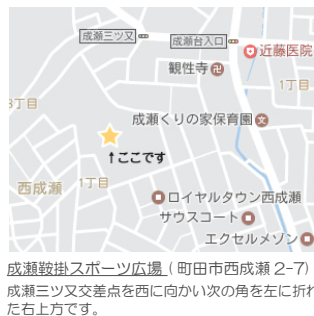 成瀬三ツ又
成瀬台入口
近藤医院
観性寺
1丁目
3丁目
成瀬くりの家保育園
↑ここです
西成瀬
1丁目
ロイヤルタウン西成瀬
サウスコート
エクセルメゾン
成瀬鞍掛スポーツ広場 ( 町田市西成瀬 2-7)
成瀬三ツ又交差点を西に向かい次の角を左に折れ
た右上方です。